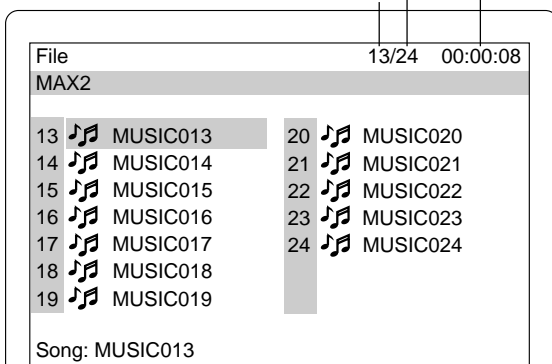 File 13/24 00:00:08
MAX2
13 MUSIC013
14 MUSIC014
15 MUSIC015
16 MUSIC016
17 MUSIC017
18 MUSIC018
19 MUSIC019
20 MUSIC020
21 MUSIC021
22 MUSIC022
23 MUSIC023
24 MUSIC024
Song: MUSIC013